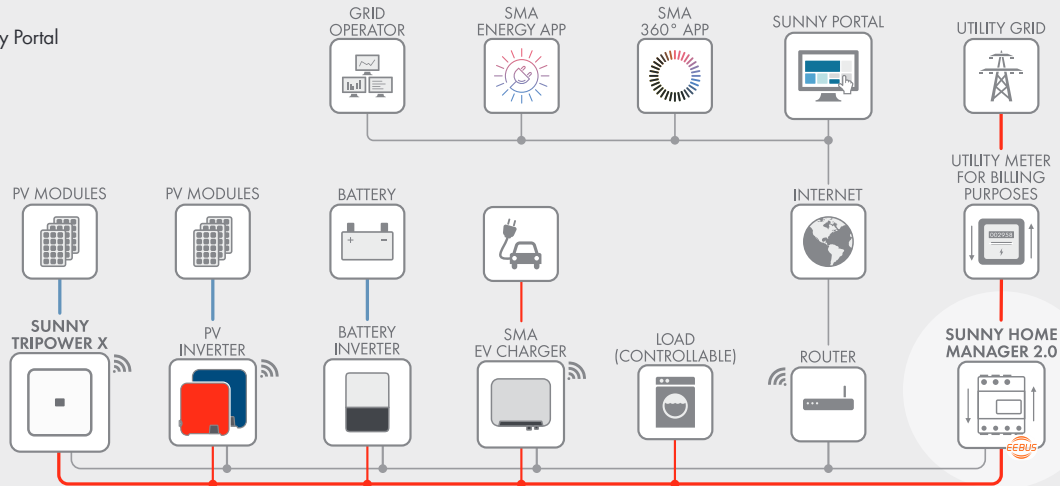 y Portal
GRID
OPERATOR
SMA
ENERGY APP
SMA
360° APP
SUNNY PORTAL
UTILITY GRID
UTILITY METER
FOR BILLING
PURPOSES
002938
PV MODULES
PV MODULES
BATTERY
INTERNET
SUNNY
TRIPOWER X
PV
INVERTER
BATTERY
INVERTER
SMA
EV CHARGER
LOAD
(CONTROLLABLE)
ROUTER
SUNNY HOME
MANAGER 2.0
EEBUS